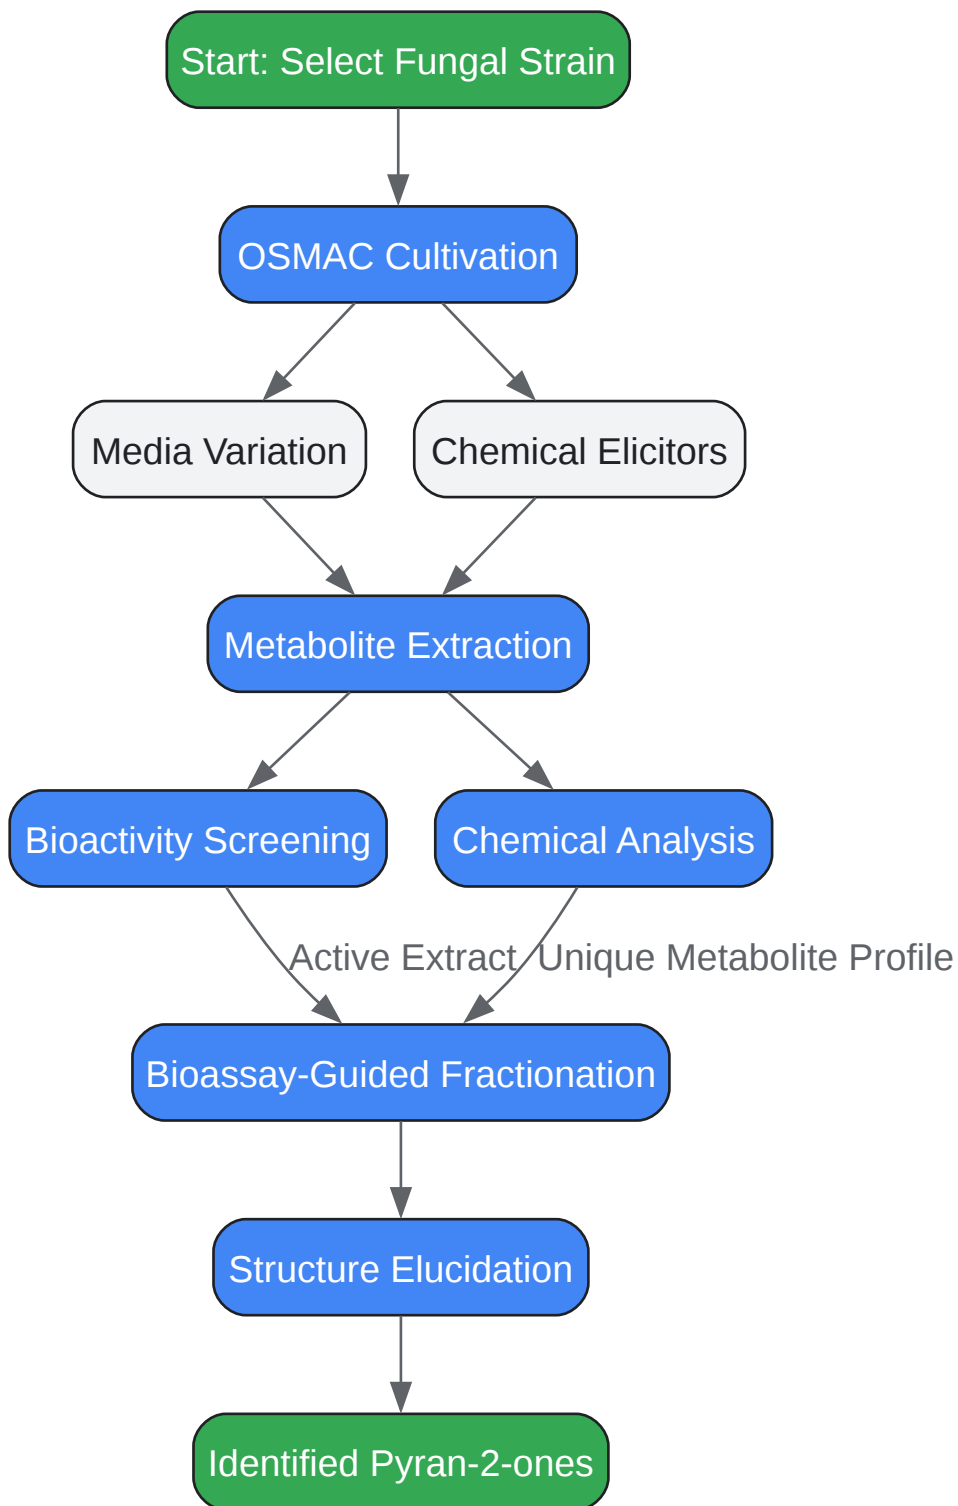 Start: Select Fungal Strain
OSMAC Cultivation
Media Variation
Chemical Elicitors
Metabolite Extraction
Bioactivity Screening
Chemical Analysis
Active Extract
Unique Metabolite Profile
Bioassay-Guided Fractionation
Structure Elucidation
Identified Pyran-2-ones